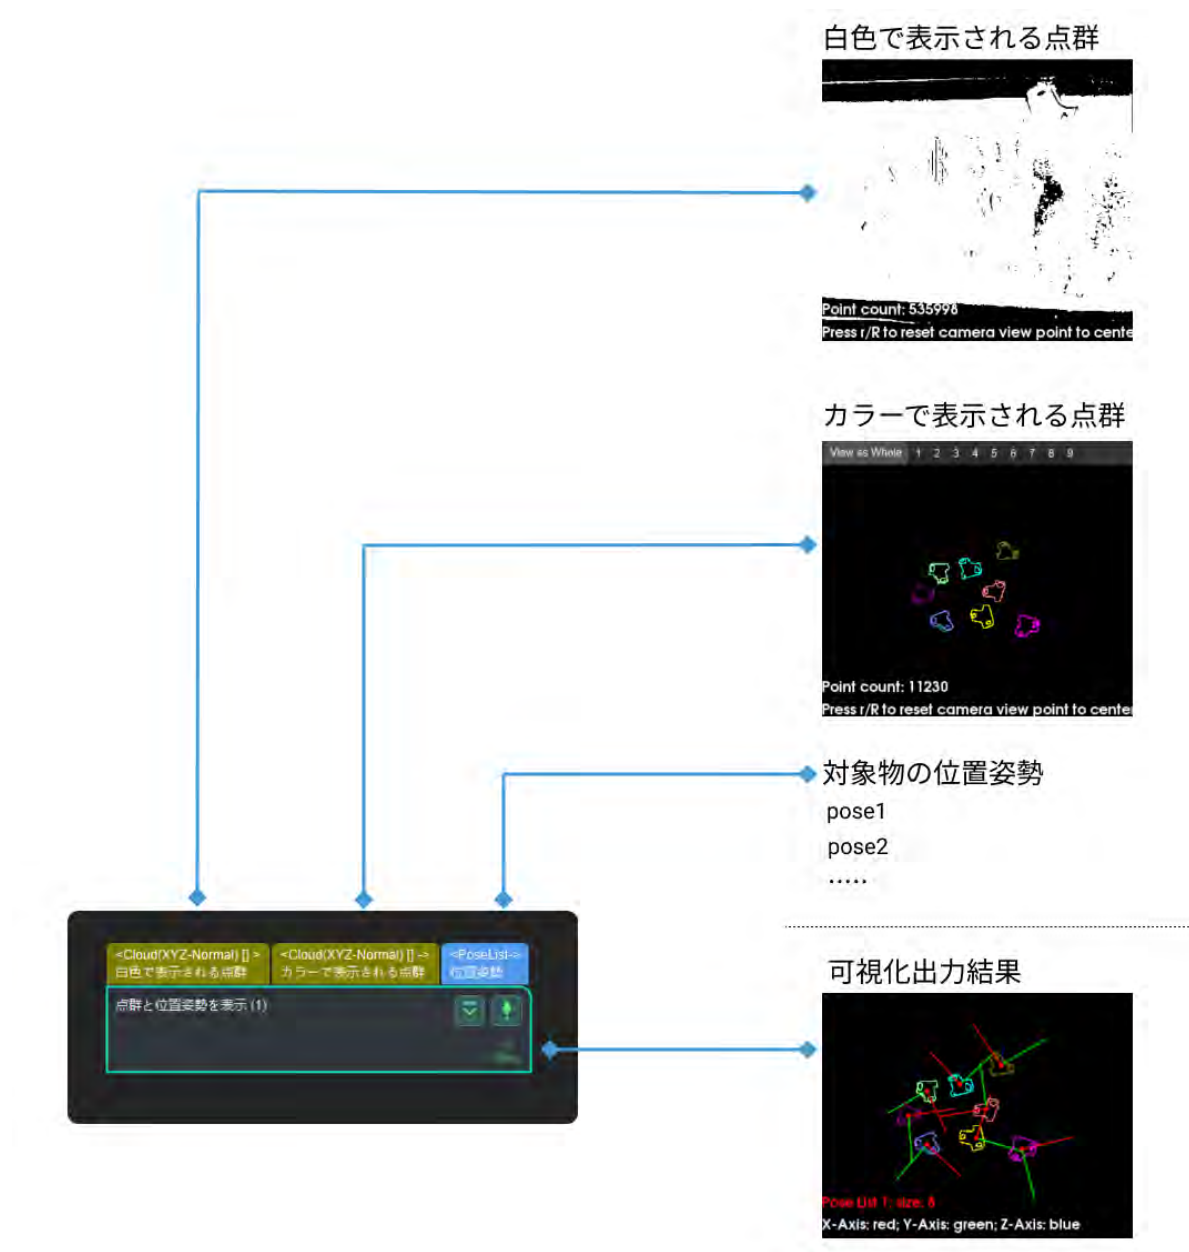 白色で表示される点群
Point count: 535998
Press r/R to reset camera view point to cente
カラーで表示される点群
View as Whole 1 2 3 4 5 6 7 8 9
Point count: 11230
Press r/R to reset camera view point to cente
対象物の位置姿勢
pose1
pose2
.....
<Cloud(XYZ-Normal) [] >
白色で表示される点群
<Cloud(XYZ-Normal) [] ->
カラーで表示される点群
<PoseList->
位置姿勢
点群と位置姿勢を表示 (1)
可視化出力結果
Pose List 1; size: 8
X-Axis: red; Y-Axis: green; Z-Axis: blue